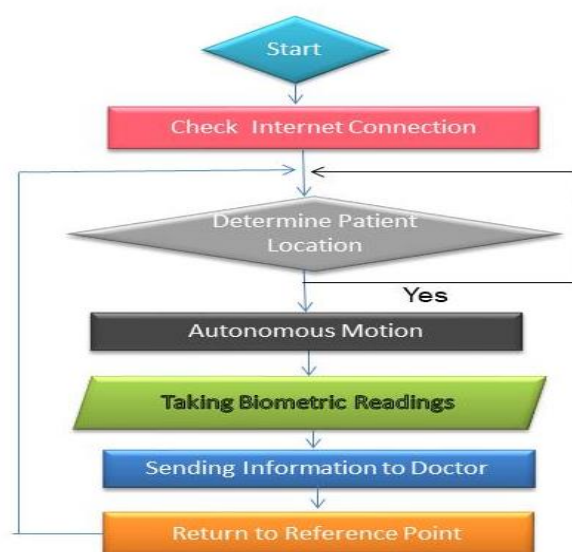 Start
Check Internet Connection
Determine Patient
Location
Yes
Autonomous Motion
Taking Biometric Readings
Sending Information to Doctor
Return to Reference Point